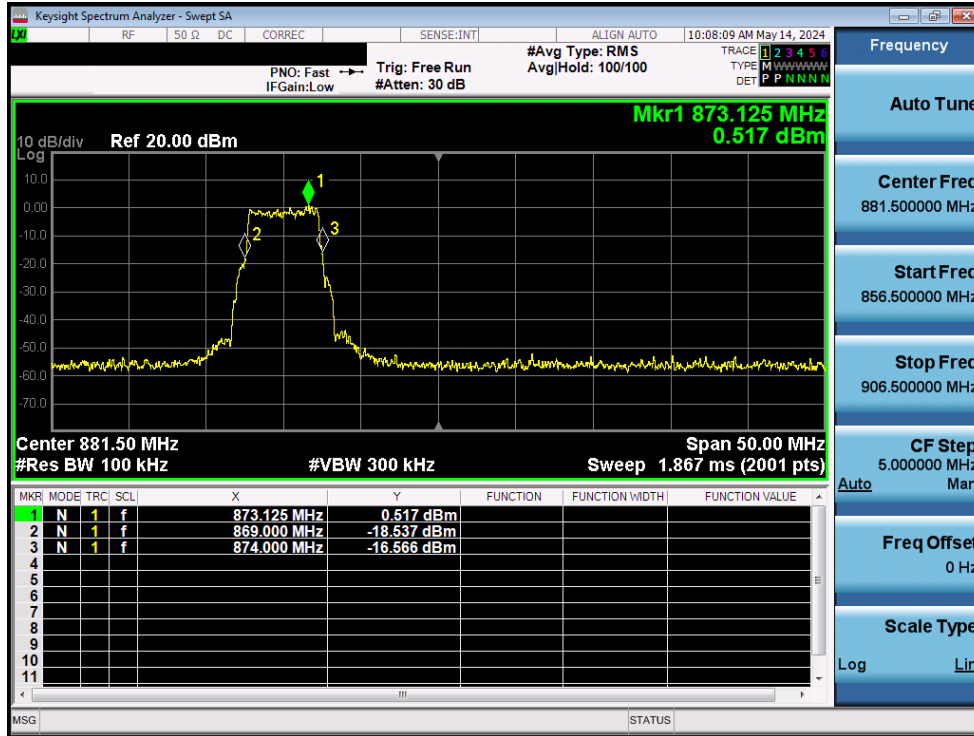 Keysight Spectrum Analyzer - Swept SA
LXI RF 50 Ω DC CORREC SENSE:INT ALIGN AUTO 10:08:09 AM May 14, 2024
#Avg Type: RMS TRACE 1 2 3 4 5 6
PNO: Fast Trig: Free Run Avg|Hold: 100/100 TYPE M WWWWW
IFGain:Low #Atten: 30 dB DET P P N N N N
Mkr1 873.125 MHz
0.517 dBm
10 dB/div Ref 20.00 dBm
Log
10.0
0.00
-10.0
-20.0
-30.0
-40.0
-50.0
-60.0
-70.0
1
2
3
Center 881.50 MHz Span 50.00 MHz
#Res BW 100 kHz #VBW 300 kHz Sweep 1.867 ms (2001 pts)
MKR MODE TRC SCL X Y FUNCTION FUNCTION WIDTH FUNCTION VALUE
1 N 1 f 873.125 MHz 0.517 dBm
2 N 1 f 869.000 MHz -18.537 dBm
3 N 1 f 874.000 MHz -16.566 dBm
4
5
6
7
8
9
10
11
MSG STATUS
Frequency
Auto Tune
Center Freq
881.500000 MHz
Start Freq
856.500000 MHz
Stop Freq
906.500000 MHz
CF Step
5.000000 MHz
Auto Man
Freq Offset
0 Hz
Scale Type
Log Lin